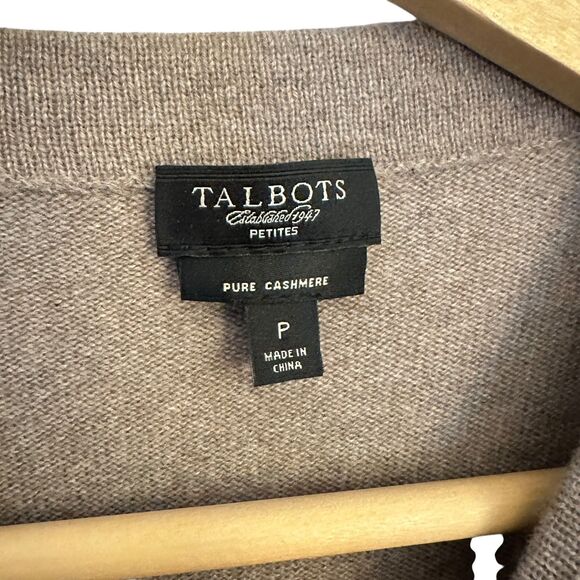 TALBOTS
Established 1947
PETITES
PURE CASHMERE
P
MADE IN
CHINA